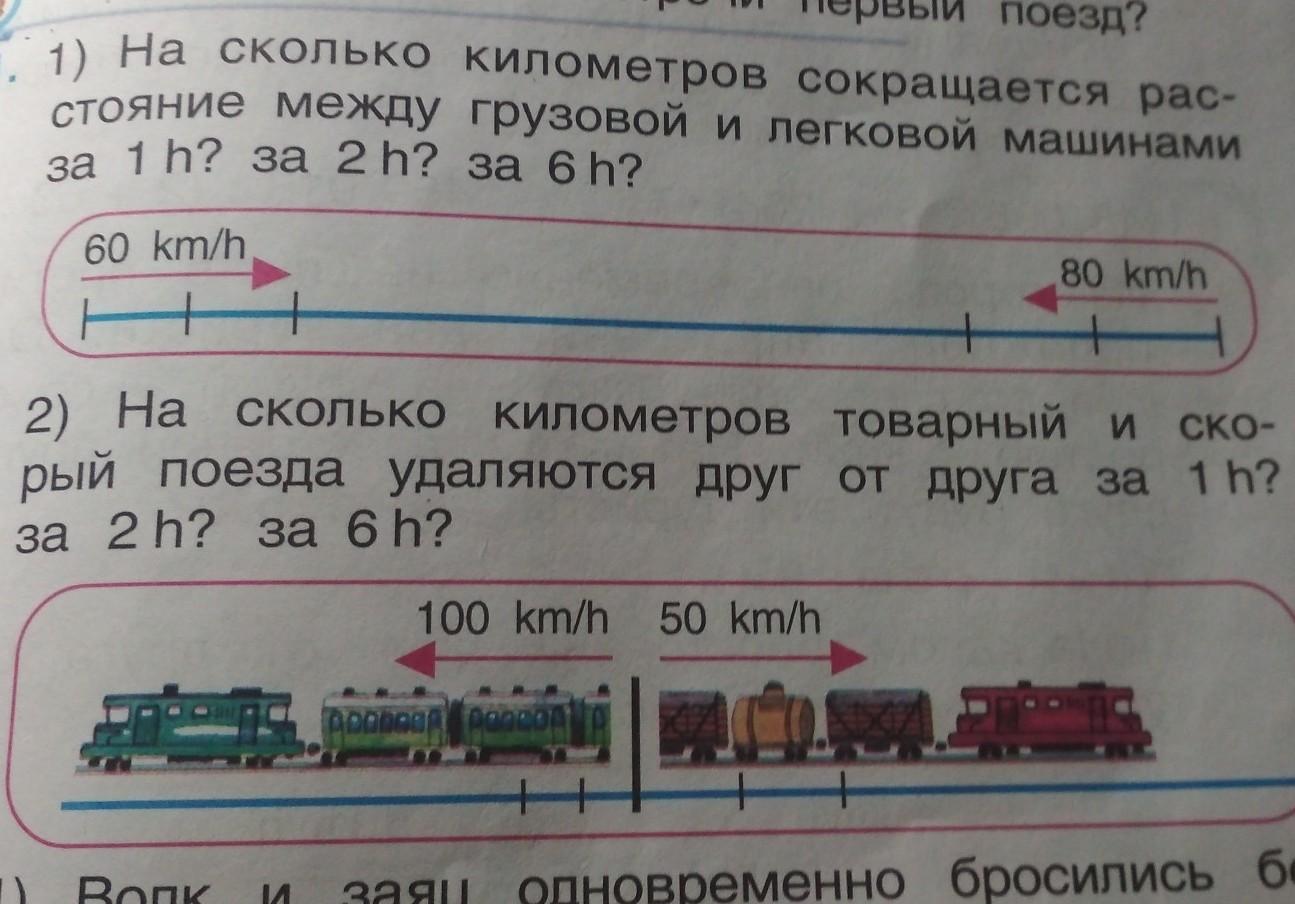 первый поезд?
1) На сколько километров сокращается рас-
стояние между грузовой и легковой машинами
за 1 h? за 2 h? за 6 h?
60 km/h
80 km/h
2) На сколько километров товарный и ско-
рый поезда удаляются друг от друга за 1 h?
за 2 h? за 6 h?
100 km/h 50 km/h
) Волк и заяц одновременно бросились